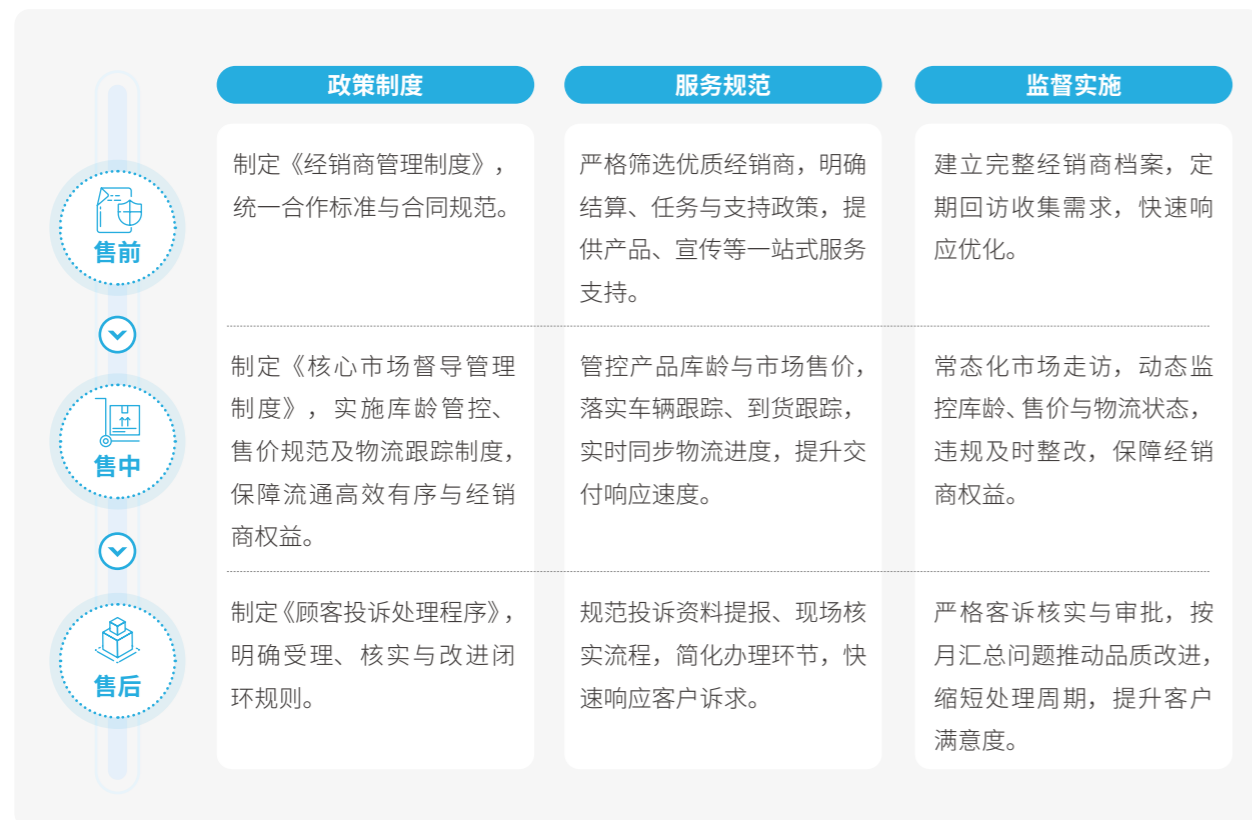 政策制度
服务规范
监督实施
售前
制定《经销商管理制度》，
统一合作标准与合同规范。
严格筛选优质经销商，明确
结算、任务与支持政策，提
供产品、宣传等一站式服务
支持。
建立完整经销商档案，定
期回访收集需求，快速响
应优化。
售中
制定《核心市场督导管理
制度》，实施库龄管控、
售价规范及物流跟踪制度，
保障流通高效有序与经销
商权益。
管控产品库龄与市场售价，
落实车辆跟踪、到货跟踪，
实时同步物流进度，提升交
付响应速度。
常态化市场走访，动态监
控库龄、售价与物流状态，
违规及时整改，保障经销
商权益。
售后
制定《顾客投诉处理程序》，
明确受理、核实与改进闭
环规则。
规范投诉资料提报、现场核
实流程，简化办理环节，快
速响应客户诉求。
严格客诉核实与审批，按
月汇总问题推动品质改进，
缩短处理周期，提升客户
满意度。